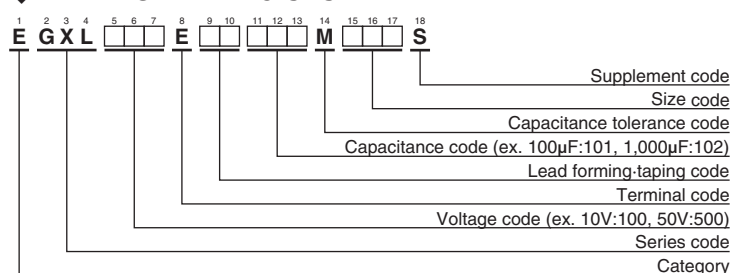 1 2 3 4 5 6 7 8 9 10 11 12 13 14 15 16 17 18
E G X L E M S
Supplement code
Size code
Capacitance tolerance code
Capacitance code (ex. 100µF:101, 1,000µF:102)
Lead forming·taping code
Terminal code
Voltage code (ex. 10V:100, 50V:500)
Series code
Category